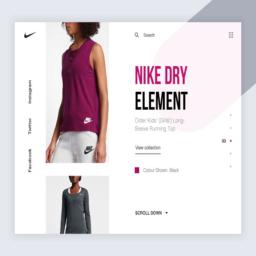 Search
NIKE DRY
ELEMENT
Older Kids' (Girls') Long-
Sleeve Running Top
View collection
Colour Shown: Black
SCROLL DOWN
Instagram
Twitter
Facebook